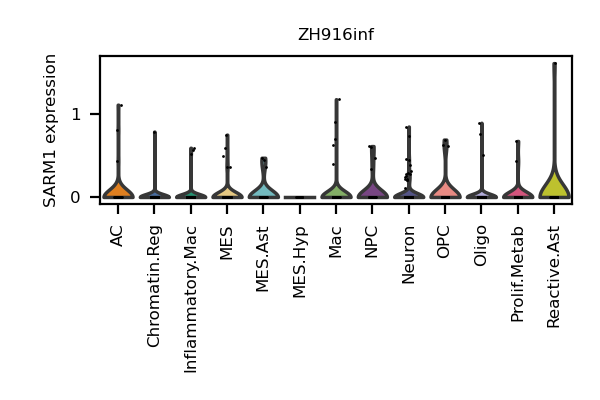 ZH916inf
SARM1 expression
1
0
AC
Chromatin.Reg
Inflammatory.Mac
MES
MES.Ast
MES.Hyp
Mac
NPC
Neuron
OPC
Oligo
Prolif.Metab
Reactive.Ast